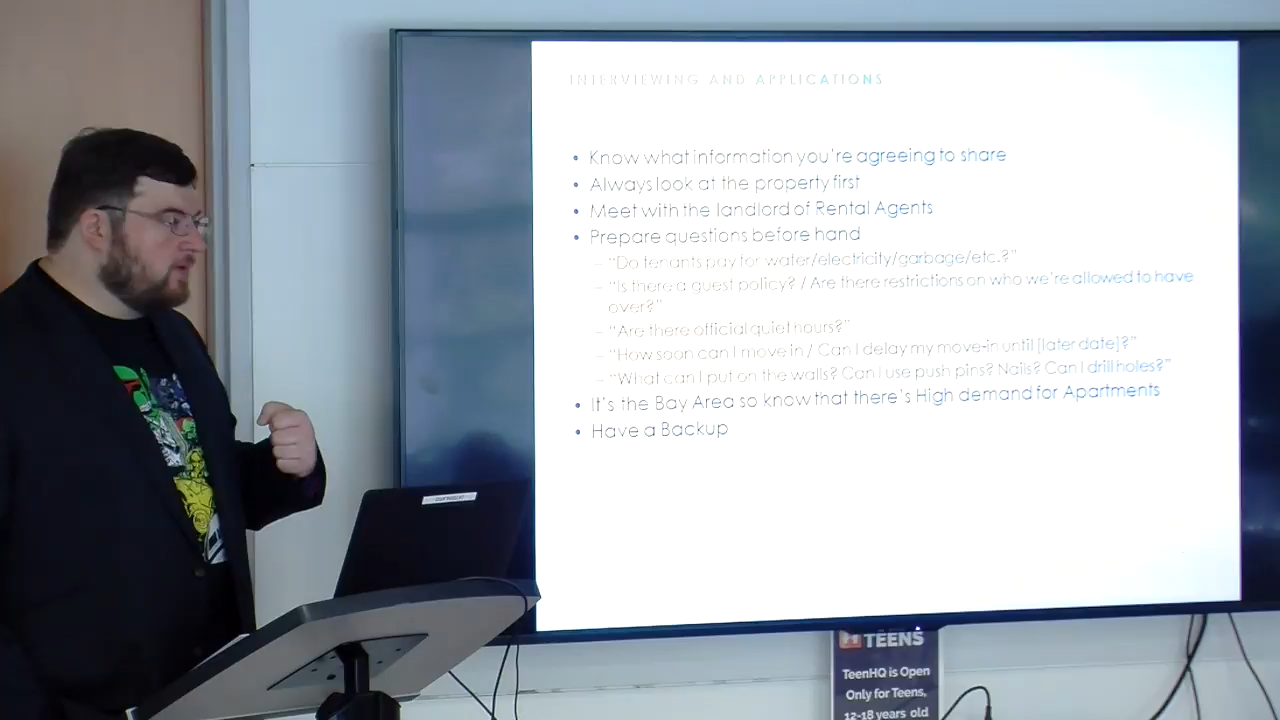 INTERVIEWING AND APPLICATIONS
• Know what information you're agreeing to share
• Always look at the property first
• Meet with the landlord of Rental Agents
• Prepare questions before hand
– "Do tenants pay for water/electricity/garbage/etc.?"
– "Is there a guest policy? / Are there restrictions on who we're allowed to have
over?"
– "Are there official quiet hours?"
– "How soon can I move in / Can I delay my move-in until [later date]?"
– "What can I put on the walls? Can I use push pins? Nails? Can I drill holes?"
• It's the Bay Area so know that there's High demand for Apartments
• Have a Backup
TEENS
TeenHQ is Open
Only for Teens,
12-18 years old